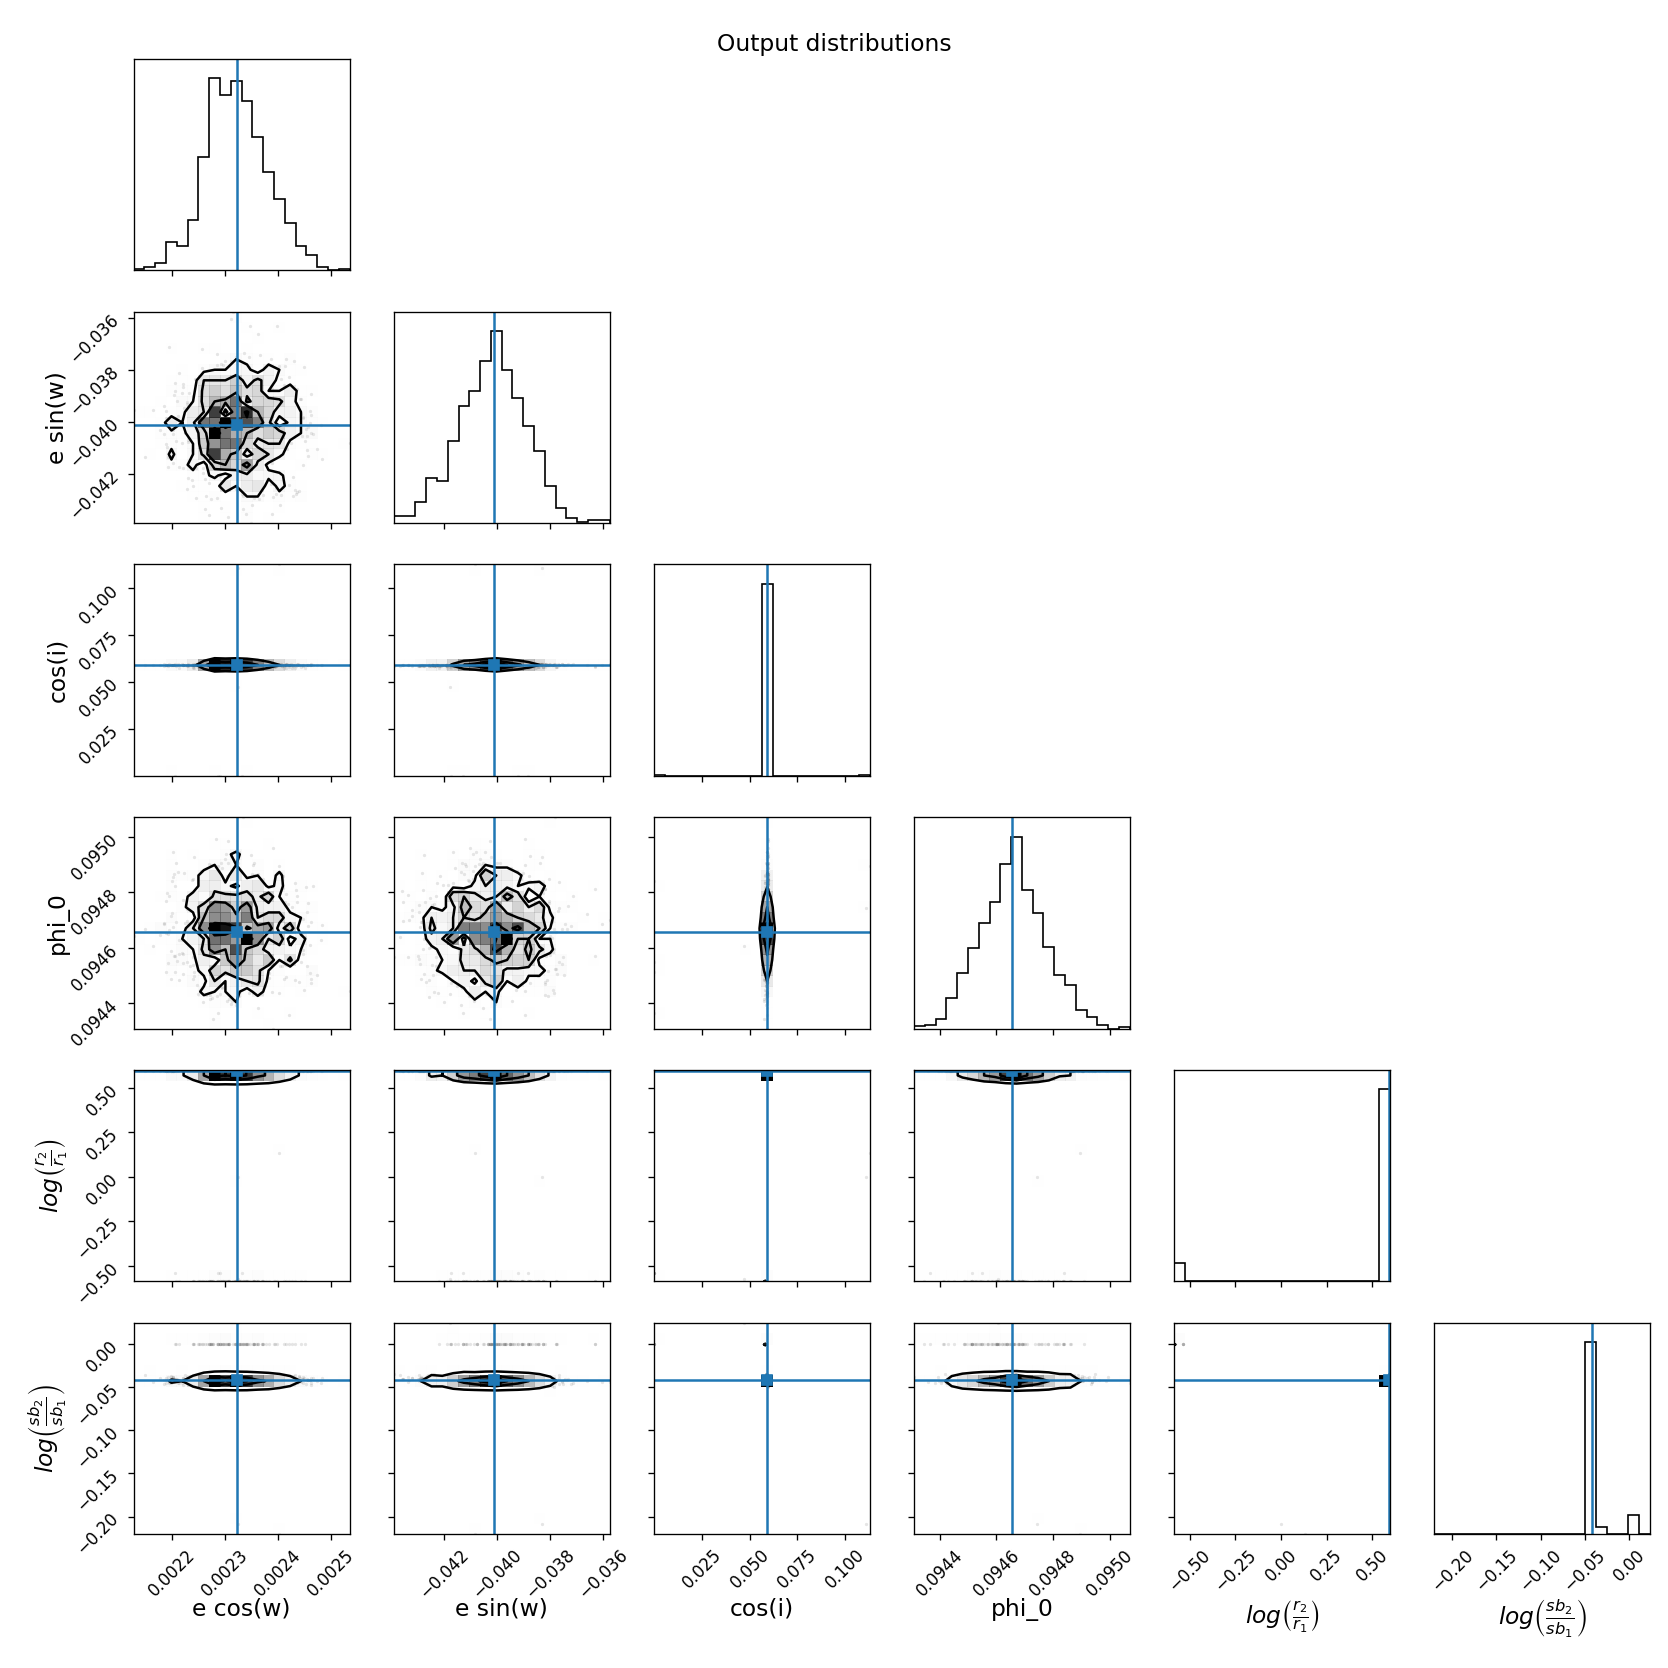 Output distributions
e sin(w)
−0.036
−0.038
−0.040
−0.042
cos(i)
0.100
0.075
0.050
0.025
phi_0
0.0950
0.0948
0.0946
0.0944
log(r₂/r₁)
0.50
0.25
0.00
−0.25
−0.50
log(sb₂/sb₁)
0.00
−0.05
−0.10
−0.15
−0.20
0.0022 0.0023 0.0024 0.0025
e cos(w)
−0.042 −0.040 −0.038 −0.036
e sin(w)
0.025 0.050 0.075 0.100
cos(i)
0.0944 0.0946 0.0948 0.0950
phi_0
−0.50 −0.25 0.00 0.25 0.50
log(r₂/r₁)
−0.20 −0.15 −0.10 −0.05 0.00
log(sb₂/sb₁)